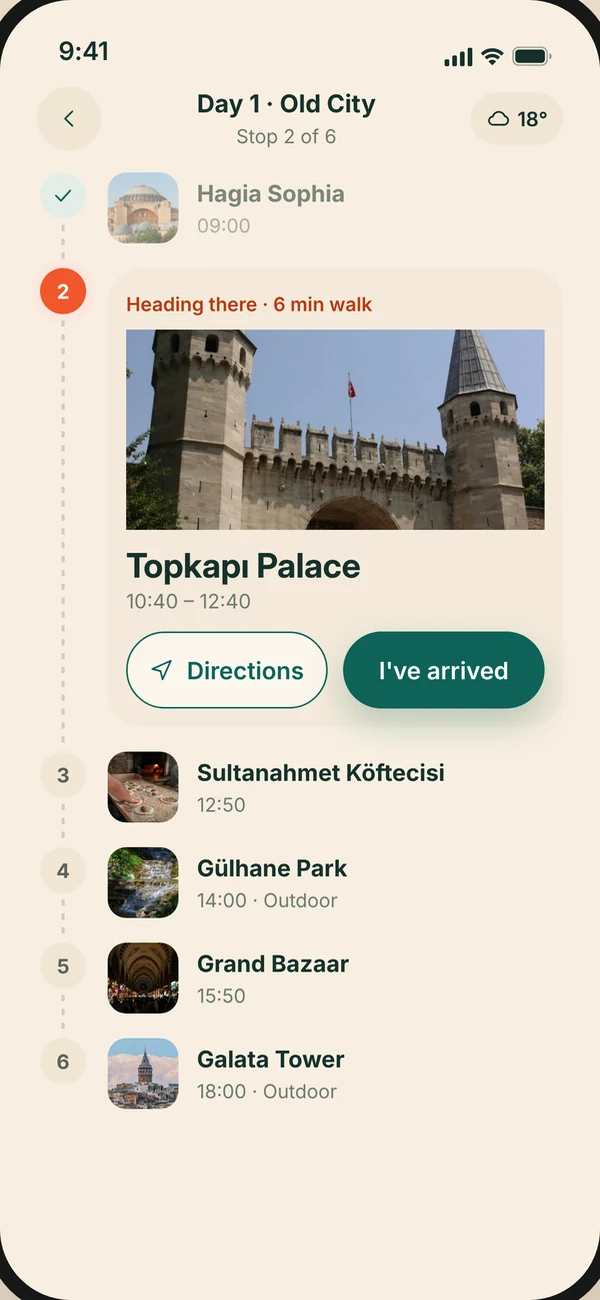 9:41
Day 1 · Old City
Stop 2 of 6
18°
Hagia Sophia
09:00
2
Heading there · 6 min walk
Topkapı Palace
10:40 – 12:40
Directions
I've arrived
3
Sultanahmet Köftecisi
12:50
4
Gülhane Park
14:00 · Outdoor
5
Grand Bazaar
15:50
6
Galata Tower
18:00 · Outdoor